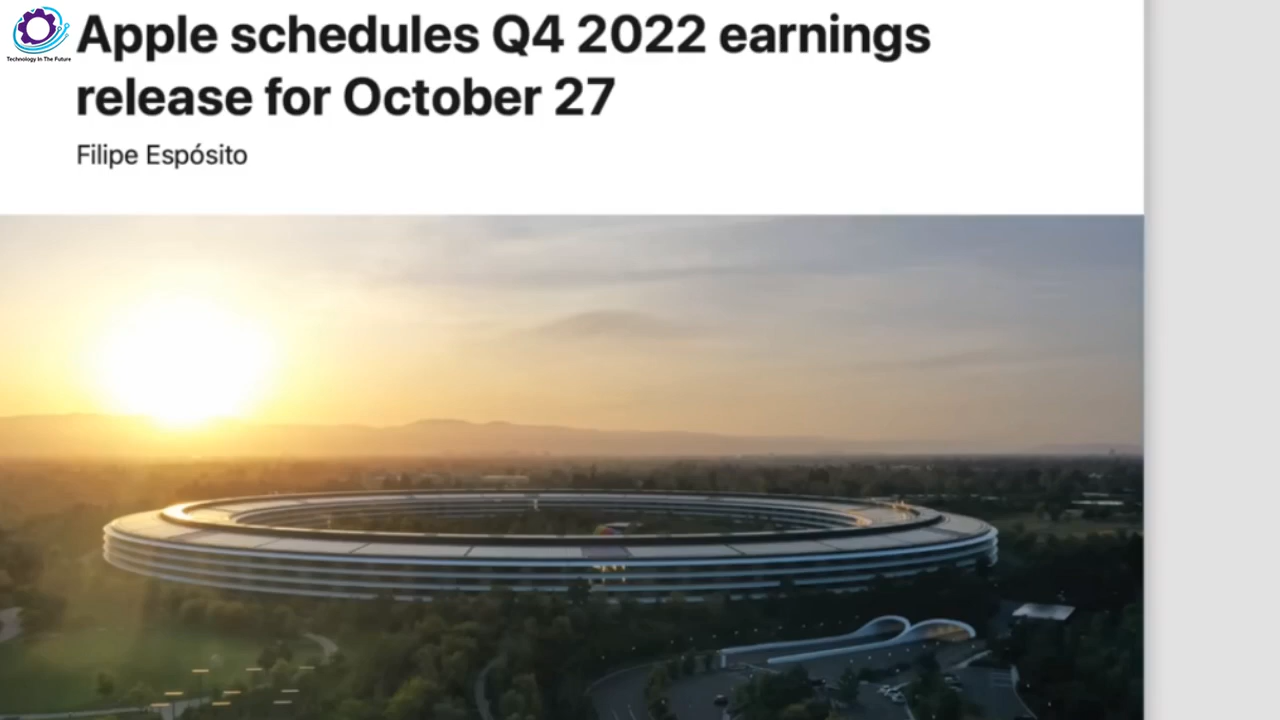 Technology In The Future
Apple schedules Q4 2022 earnings
release for October 27
Filipe Espósito